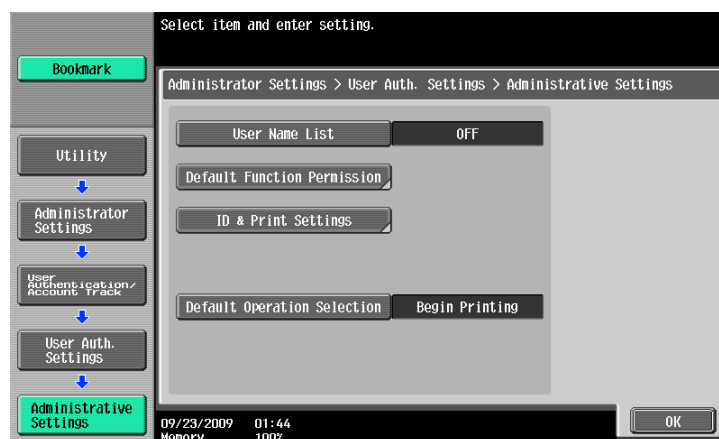 Select item and enter setting.
Bookmark
Administrator Settings > User Auth. Settings > Administrative Settings
User Name List
OFF
Utility
Default Function Permission
Administrator
Settings
ID & Print Settings
User
Authentication/
Account Track
Default Operation Selection
Begin Printing
User Auth.
Settings
Administrative
Settings
09/23/2009 01:44
Memory 100%
OK